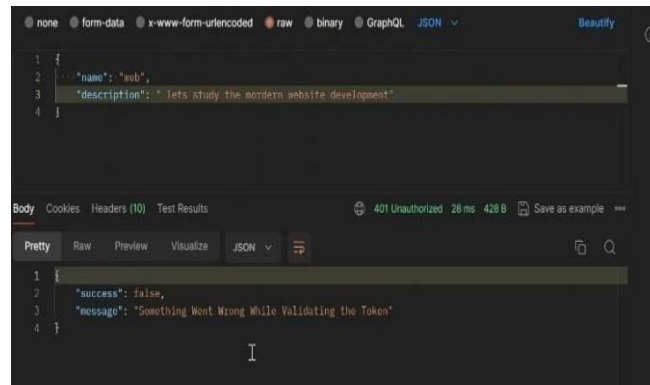 none form-data x-www-form-urlencoded raw binary GraphQL JSON Beautify
1 {
2 "name": "web",
3 "description": " lets study the mordern website development"
4 }
Body Cookies Headers (10) Test Results 401 Unauthorized 28 ms 428 B Save as example
Pretty Raw Preview Visualize JSON
1 {
2 "success": false,
3 "message": "Something Went Wrong While Validating the Token"
4 }